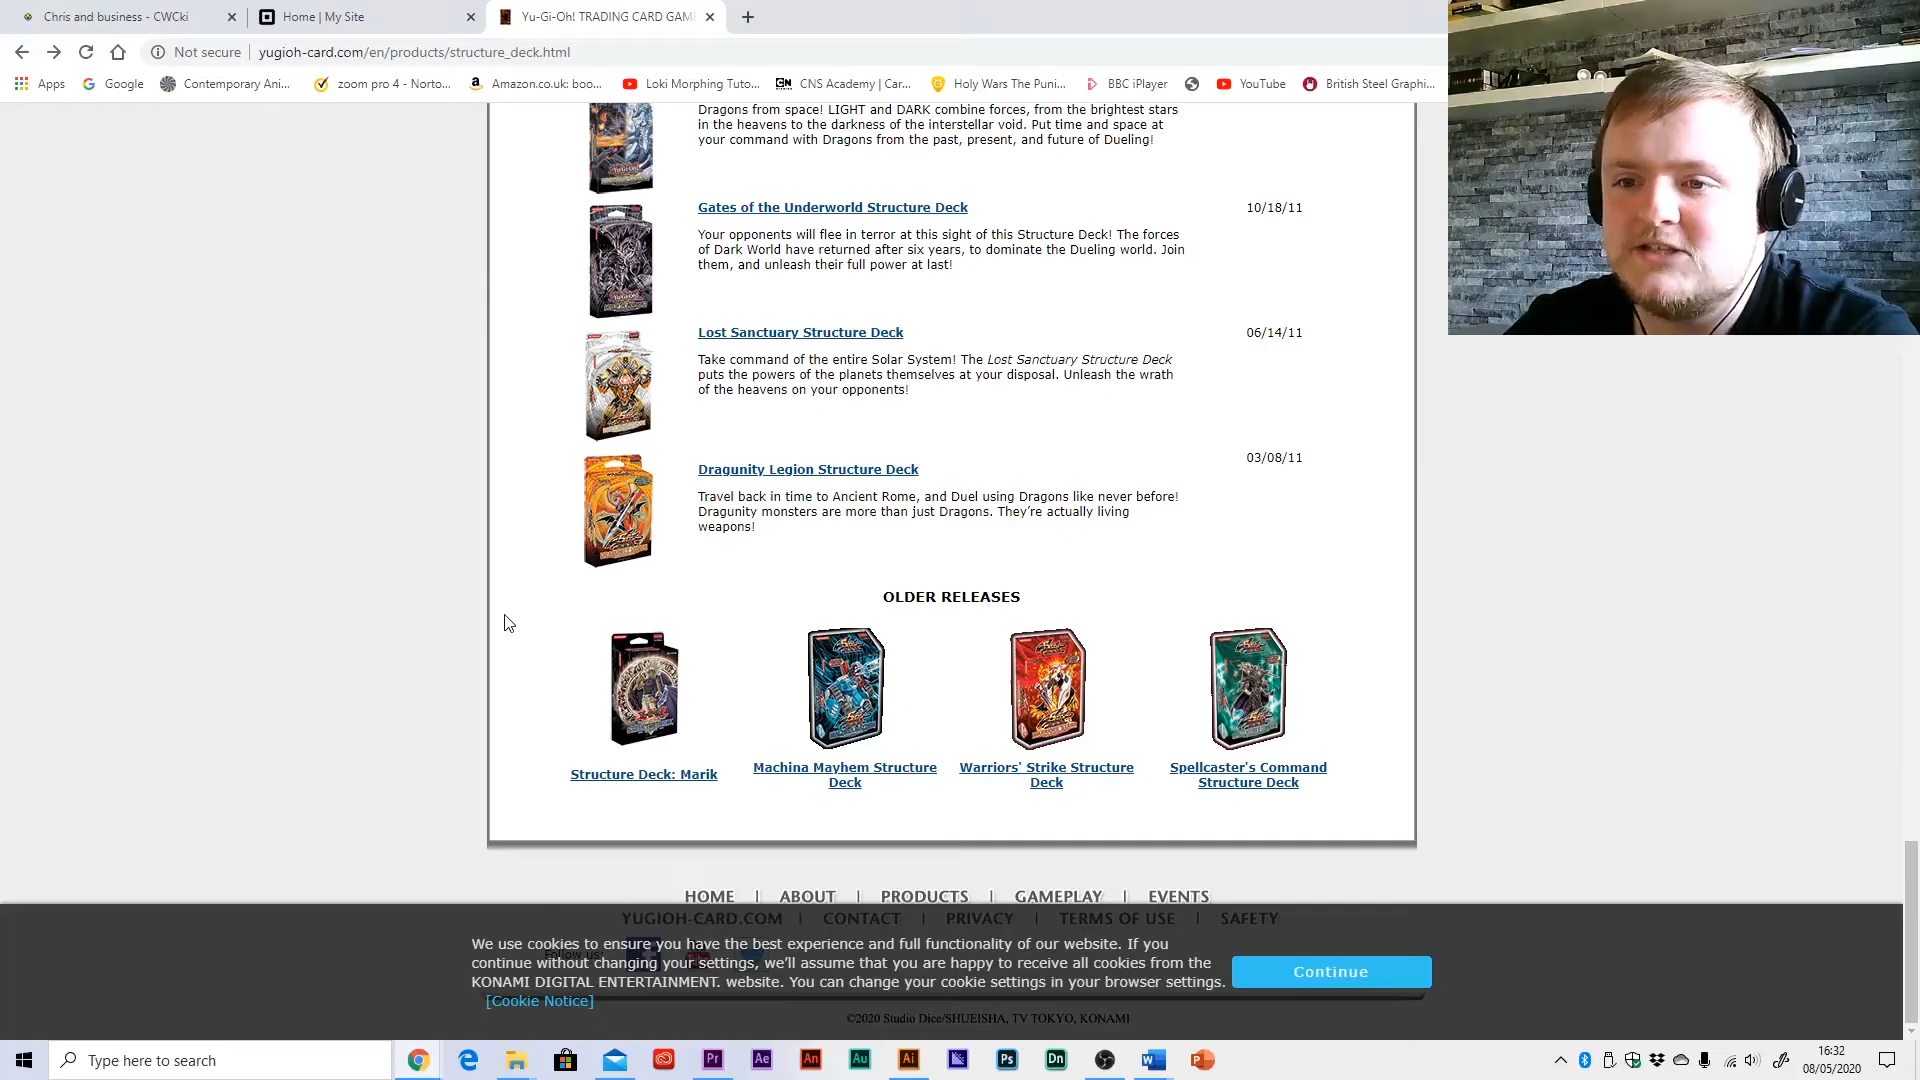 Chris and business - CWCki
Home | My Site
Yu-Gi-Oh! TRADING CARD GAM
Not secure
yugioh-card.com/en/products/structure_deck.html
Apps
Google
Contemporary Ani...
zoom pro 4 - Norto...
Amazon.co.uk: boo...
Loki Morphing Tuto...
CNS Academy | Car...
Holy Wars The Puni...
BBC iPlayer
YouTube
British Steel Graphi...
Dragons from space! LIGHT and DARK combine forces, from the brightest stars
in the heavens to the darkness of the interstellar void. Put time and space at
your command with Dragons from the past, present, and future of Dueling!
Gates of the Underworld Structure Deck
10/18/11
Your opponents will flee in terror at this sight of this Structure Deck! The forces
of Dark World have returned after six years, to dominate the Dueling world. Join
them, and unleash their full power at last!
Lost Sanctuary Structure Deck
06/14/11
Take command of the entire Solar System! The Lost Sanctuary Structure Deck
puts the powers of the planets themselves at your disposal. Unleash the wrath
of the heavens on your opponents!
03/08/11
Dragunity Legion Structure Deck
Travel back in time to Ancient Rome, and Duel using Dragons like never before!
Dragunity monsters are more than just Dragons. They’re actually living
weapons!
OLDER RELEASES
Structure Deck: Marik
Machina Mayhem Structure
Deck
Warriors' Strike Structure
Deck
Spellcaster's Command
Structure Deck
HOME | ABOUT | PRODUCTS | GAMEPLAY | EVENTS
YUGIOH-CARD.COM | CONTACT | PRIVACY | TERMS OF USE | SAFETY
Follow us:
We use cookies to ensure you have the best experience and full functionality of our website. If you
continue without changing your settings, we’ll assume that you are happy to receive all cookies from the
KONAMI DIGITAL ENTERTAINMENT. website. You can change your cookie settings in your browser settings.
[Cookie Notice]
Continue
©2020 Studio Dice/SHUEISHA, TV TOKYO, KONAMI
Type here to search
Pr
Ae
An
Au
Ai
Ps
Dn
16:32
08/05/2020